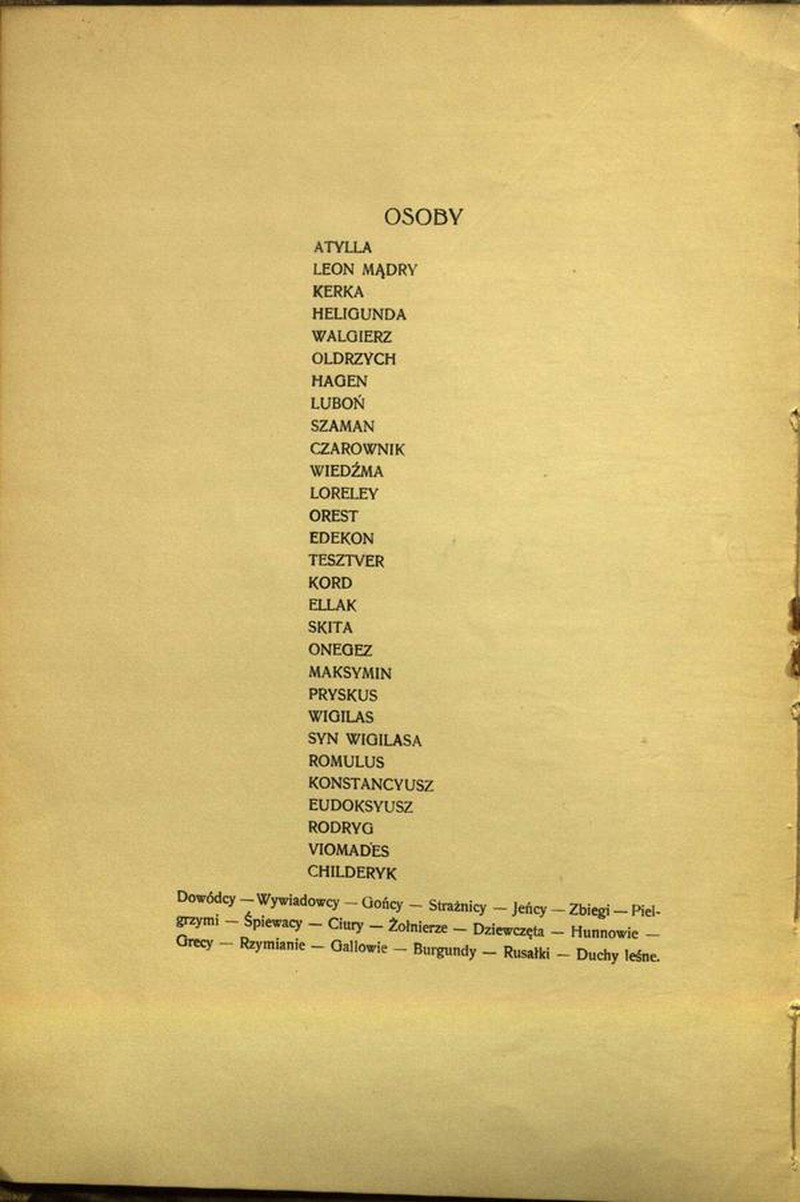 OSOBY
ATYLLA
LEON MĄDRY
KERKA
HELIGUNDA
WALGIERZ
OLDRZYCH
HAGEN
LUBOŃ
SZAMAN
CZAROWNIK
WIEDŹMA
LORELEY
OREST
EDEKON
TESZTVER
KORD
ELLAK
SKITA
ONEGEZ
MAKSYMIN
PRYSKUS
WIGILAS
SYN WIGILASA
ROMULUS
KONSTANCYUSZ
EUDOKSYUSZ
RODRYG
VIOMADES
CHILDERYK
Dowódcy — Wywiadowcy — Gońcy — Strażnicy — Jeńcy — Zbiegi — Piel-
grzymi — Śpiewacy — Ciury — Żołnierze — Dziewczęta — Hunnowie —
Grecy — Rzymianie — Gallowie — Burgundy — Rusałki — Duchy leśne.